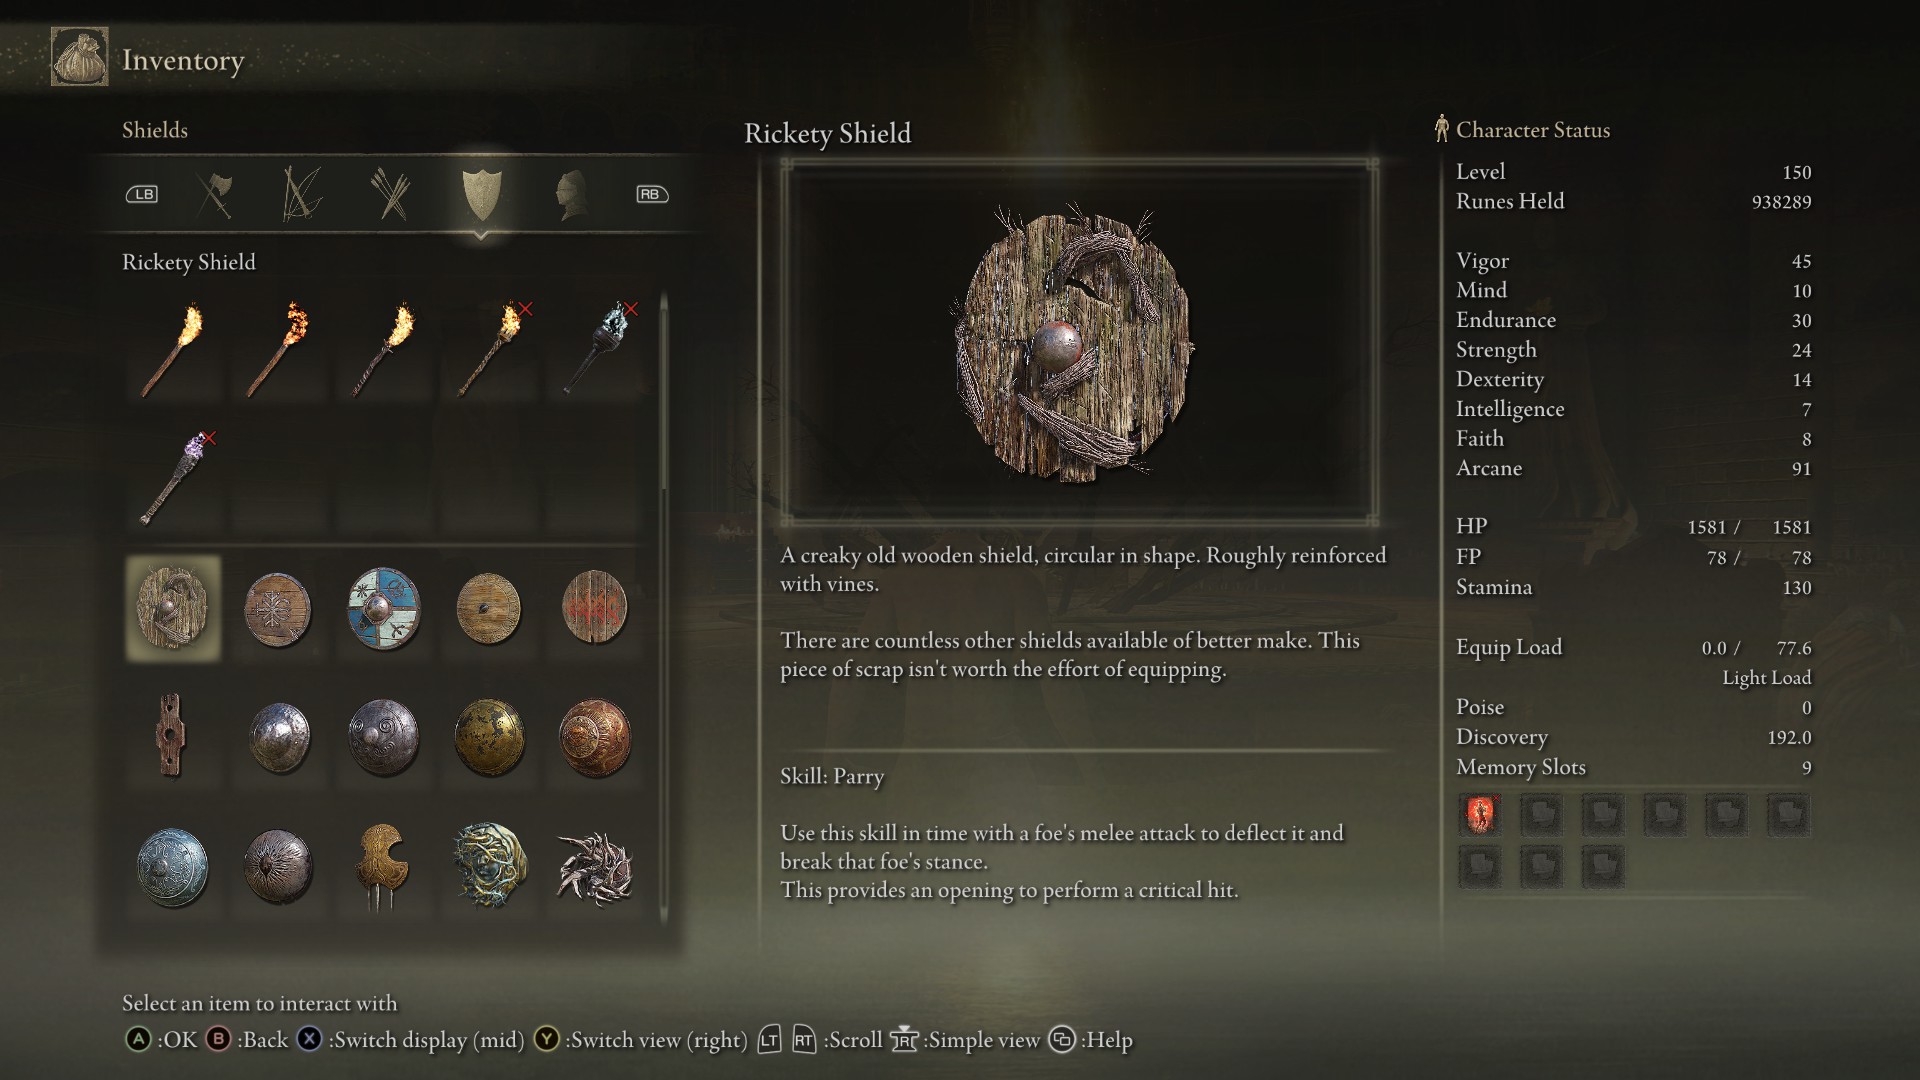 Inventory
Shields
LB
RB
Rickety Shield
Rickety Shield
A creaky old wooden shield, circular in shape. Roughly reinforced
with vines.
There are countless other shields available of better make. This
piece of scrap isn't worth the effort of equipping.
Skill: Parry
Use this skill in time with a foe's melee attack to deflect it and
break that foe's stance.
This provides an opening to perform a critical hit.
Character Status
Level 150
Runes Held 938289
Vigor 45
Mind 10
Endurance 30
Strength 24
Dexterity 14
Intelligence 7
Faith 8
Arcane 91
HP 1581 / 1581
FP 78 / 78
Stamina 130
Equip Load 0.0 / 77.6
Light Load
Poise 0
Discovery 192.0
Memory Slots 9
Select an item to interact with
A :OK B :Back X :Switch display (mid) Y :Switch view (right) LT RT :Scroll R :Simple view :Help